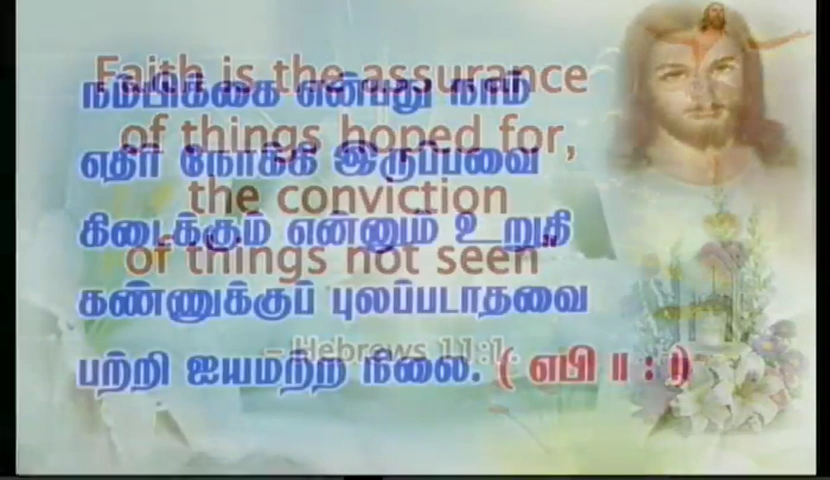 Faith is the assurance
நம்பிக்கை என்பது நாம்
of things hoped for,
எதிர் நோக்கி இருப்பவை
the conviction
கிடைக்கும் என்னும் உறுதி
of things not seen"
கண்ணுக்குப் புலப்படாதவை
- Hebrews 11:1.
பற்றி ஐயமற்ற நிலை. ( எபி 11 : 1)